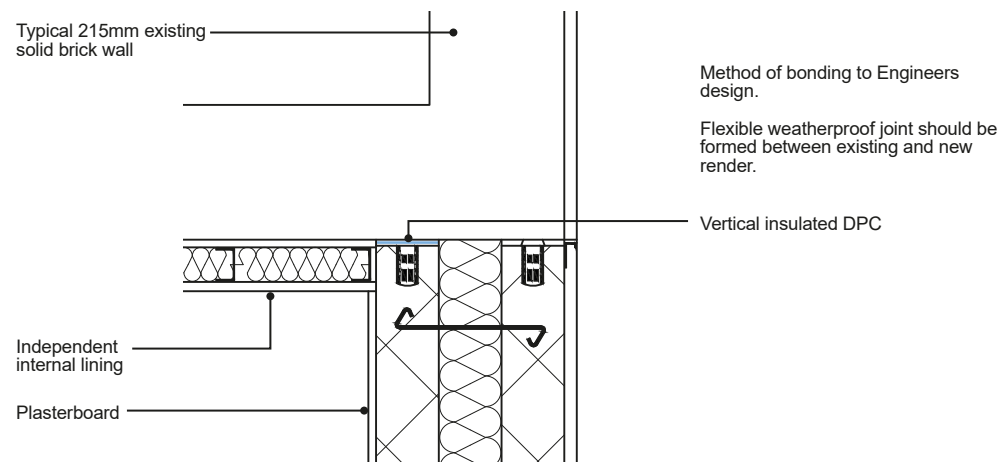 Typical 215mm existing
solid brick wall
Method of bonding to Engineers
design.
Flexible weatherproof joint should be
formed between existing and new
render.
Vertical insulated DPC
Independent
internal lining
Plasterboard